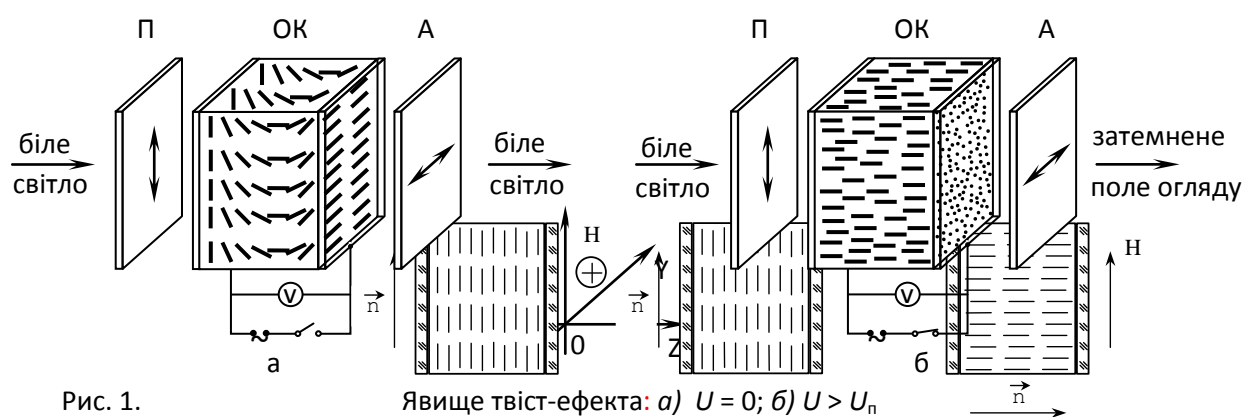 П ОК А П ОК А
біле світло
біле світло
біле світло
затемнене поле огляду
V
V
H
H
n
n
n
Y
0
Z
а
б
Рис. 1. Явище твіст-ефекта: а) U = 0; б) U > Uп